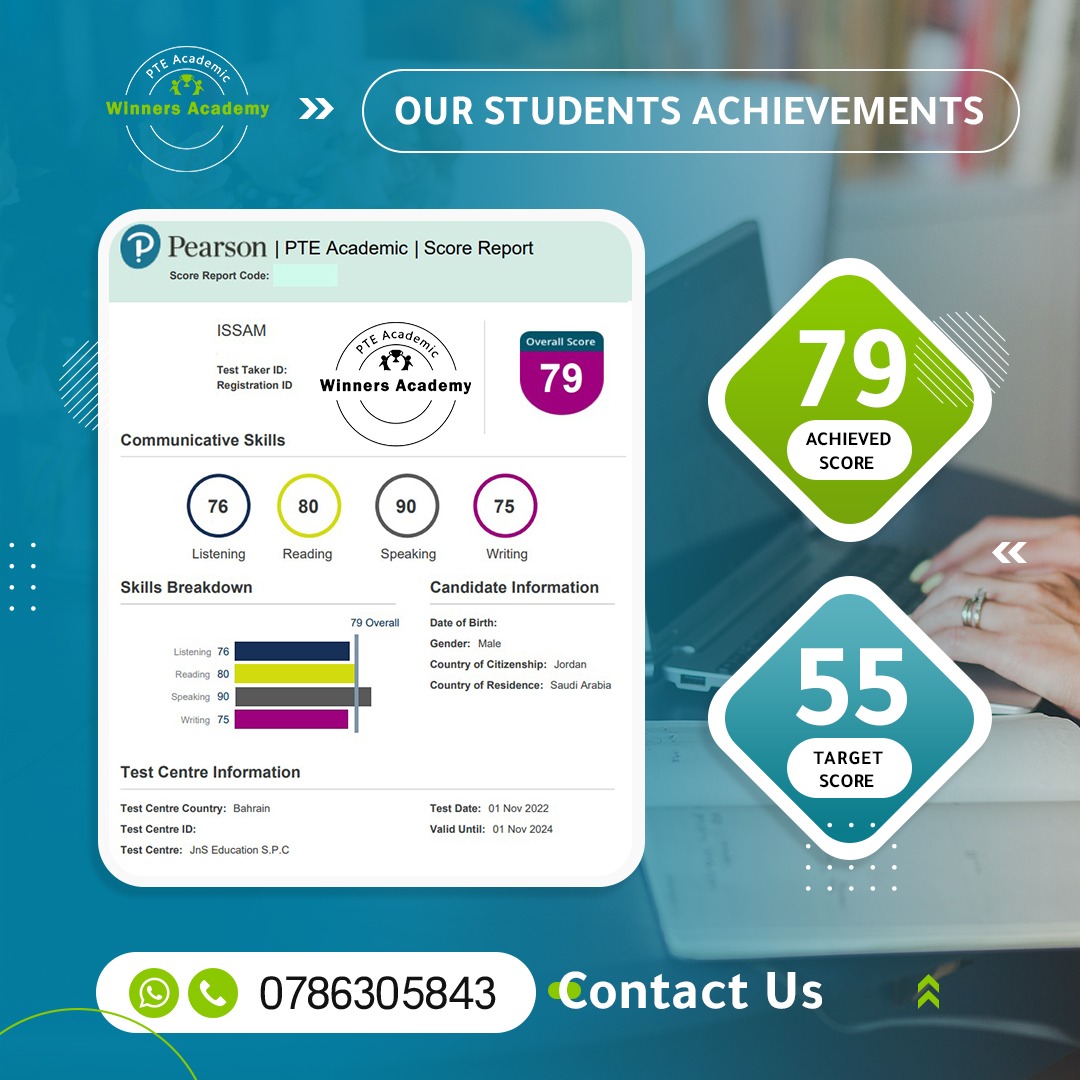 PTE Academic
Winners Academy
OUR STUDENTS ACHIEVEMENTS
Pearson | PTE Academic | Score Report
Score Report Code:
ISSAM
Test Taker ID:
Registration ID
PTE Academic
Winners Academy
Overall Score
79
Communicative Skills
76 80 90 75
Listening Reading Speaking Writing
Skills Breakdown
79 Overall
Listening 76
Reading 80
Speaking 90
Writing 75
Candidate Information
Date of Birth:
Gender: Male
Country of Citizenship: Jordan
Country of Residence: Saudi Arabia
Test Centre Information
Test Centre Country: Bahrain
Test Centre ID:
Test Centre: JnS Education S.P.C
Test Date: 01 Nov 2022
Valid Until: 01 Nov 2024
79
ACHIEVED
SCORE
55
TARGET
SCORE
0786305843
Contact Us